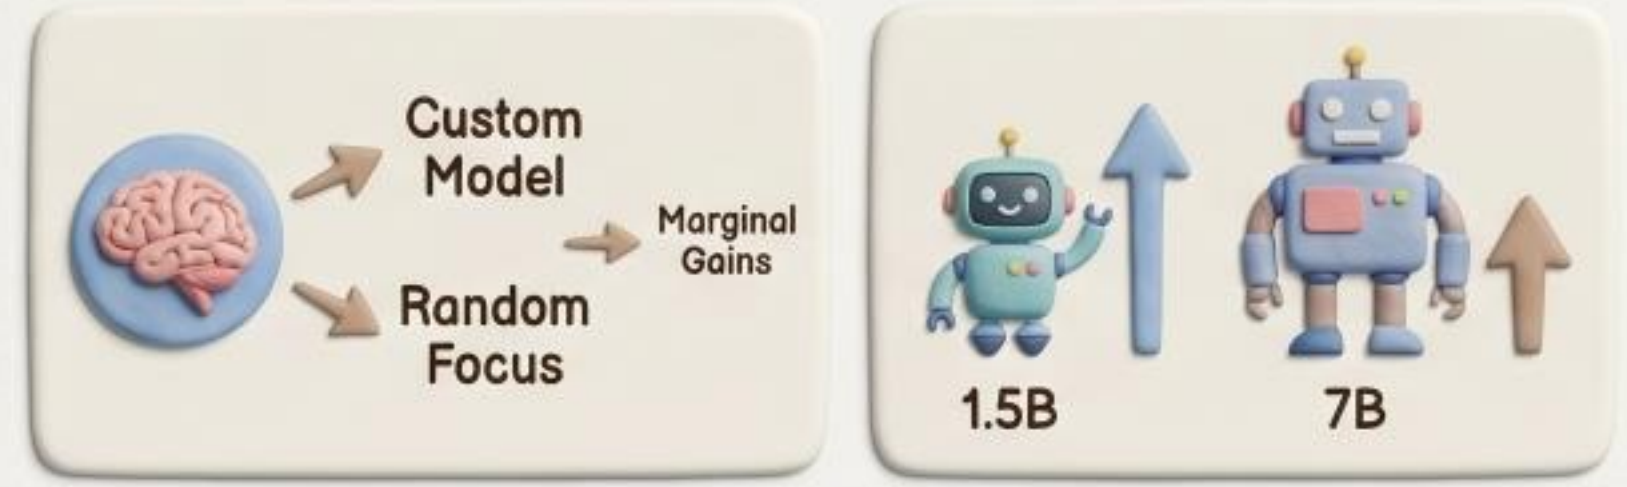 Custom
Model
Random
Focus
Marginal
Gains
1.5B
7B